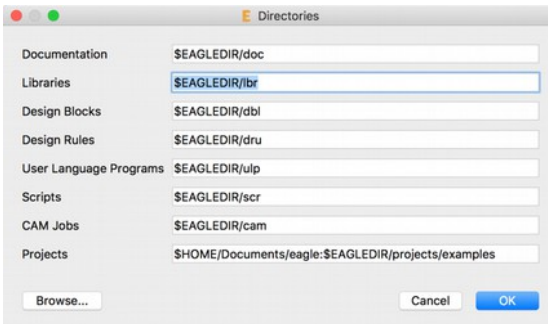 E Directories
Documentation $EAGLEDIR/doc
Libraries $EAGLEDIR/lbr
Design Blocks $EAGLEDIR/dbl
Design Rules $EAGLEDIR/dru
User Language Programs $EAGLEDIR/ulp
Scripts $EAGLEDIR/scr
CAM Jobs $EAGLEDIR/cam
Projects $HOME/Documents/eagle:$EAGLEDIR/projects/examples
Browse... Cancel OK